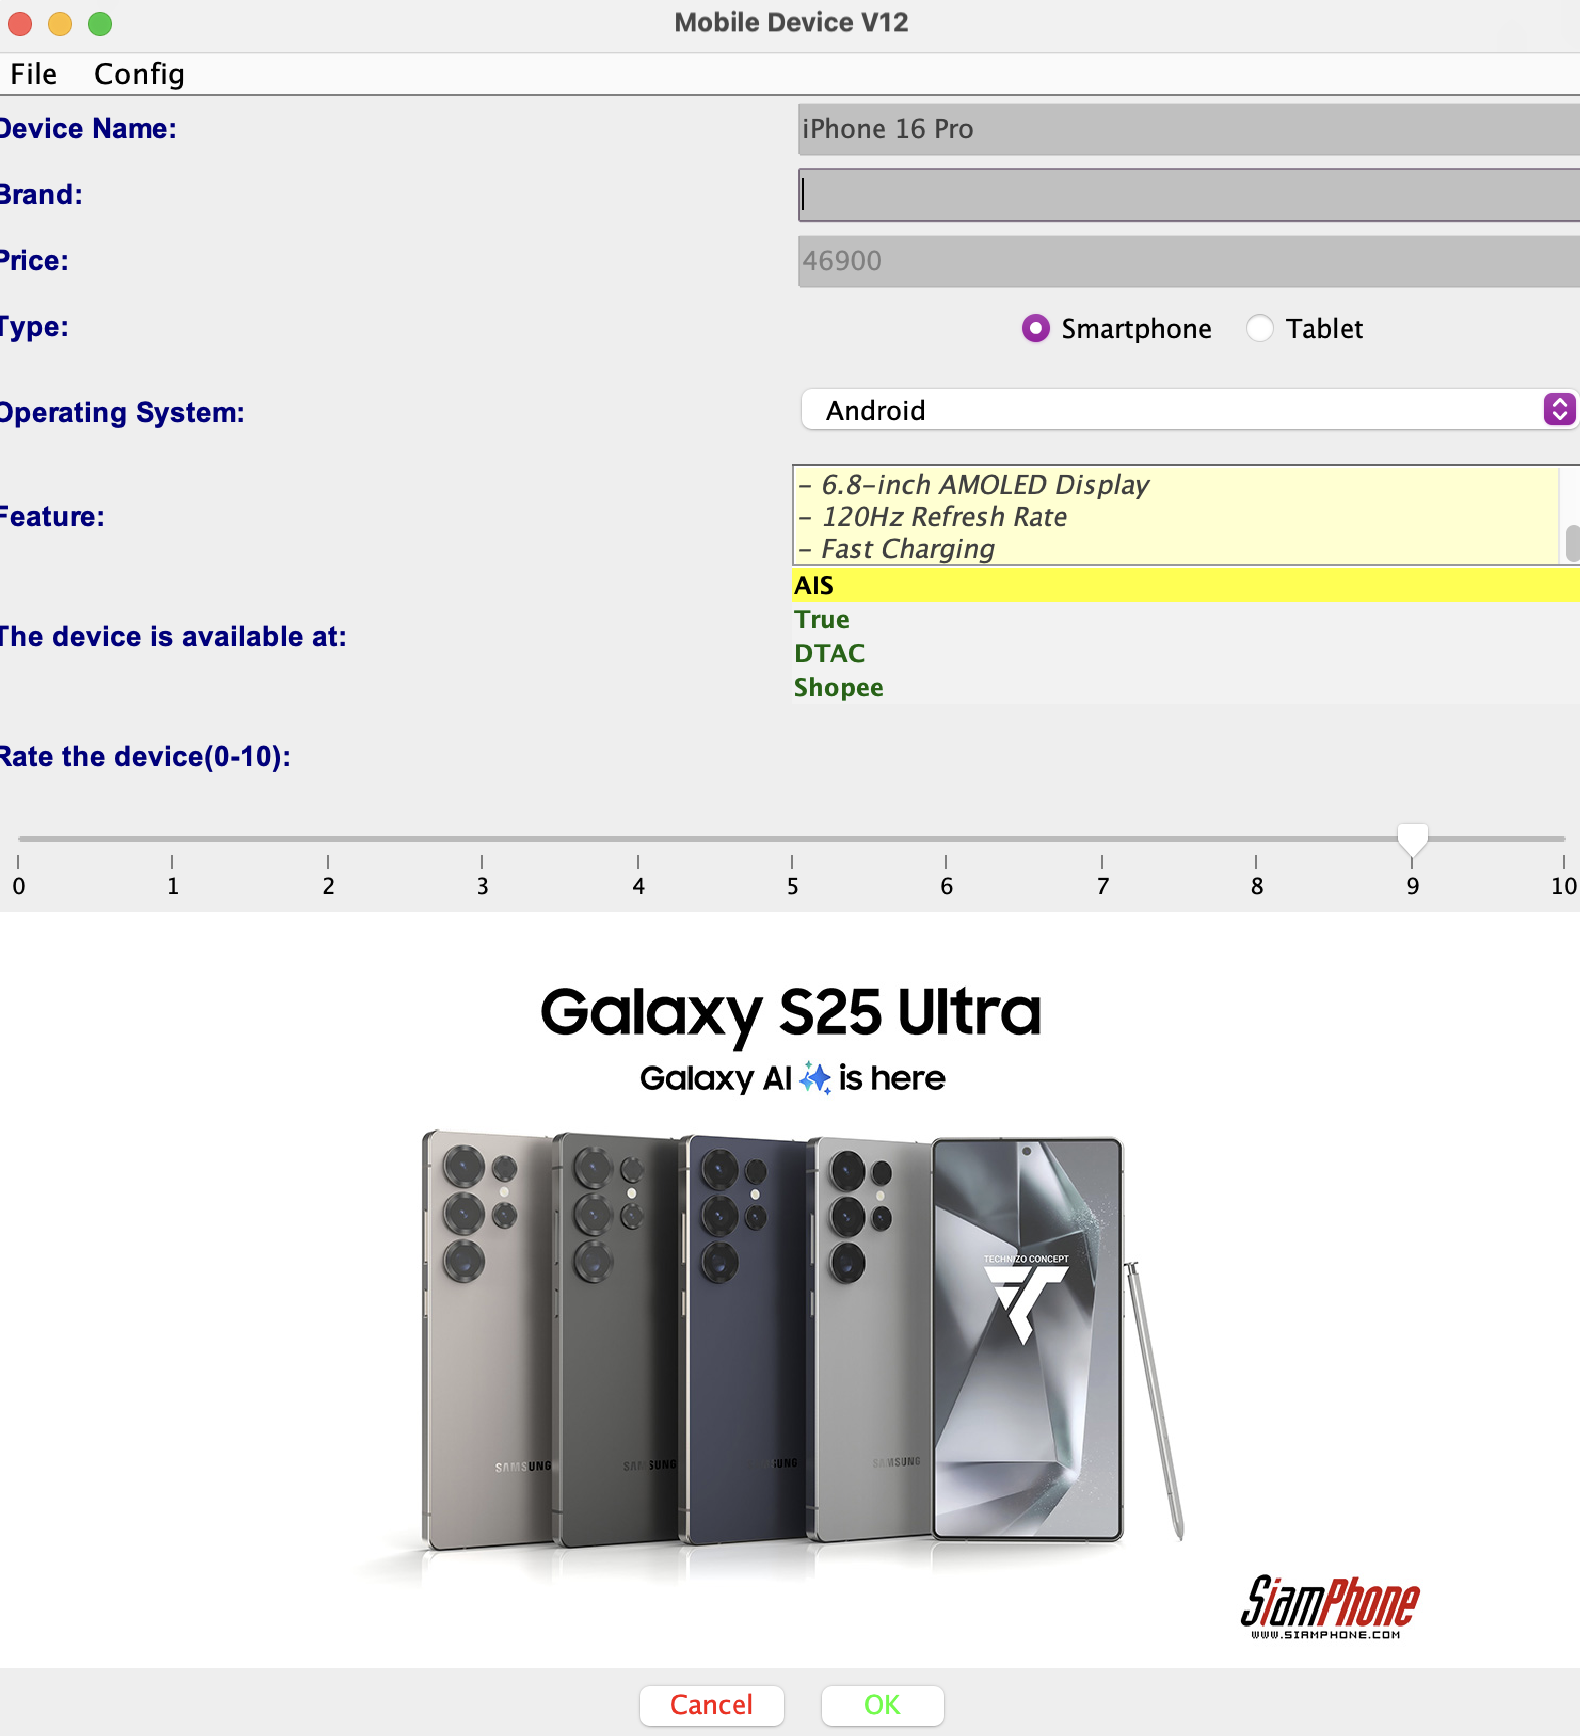 Mobile Device V12
File Config
Device Name: iPhone 16 Pro
Brand:
Price: 46900
Type: Smartphone Tablet
Operating System: Android
Feature:
- 6.8-inch AMOLED Display
- 120Hz Refresh Rate
- Fast Charging
The device is available at:
AIS
True
DTAC
Shopee
Rate the device(0-10):
0 1 2 3 4 5 6 7 8 9 10
Galaxy S25 Ultra
Galaxy AI is here
TECHNIZO CONCEPT
SAMSUNG SAMSUNG SUNG SAMSUNG
SiamPhone
WWW.SIAMPHONE.COM
Cancel OK